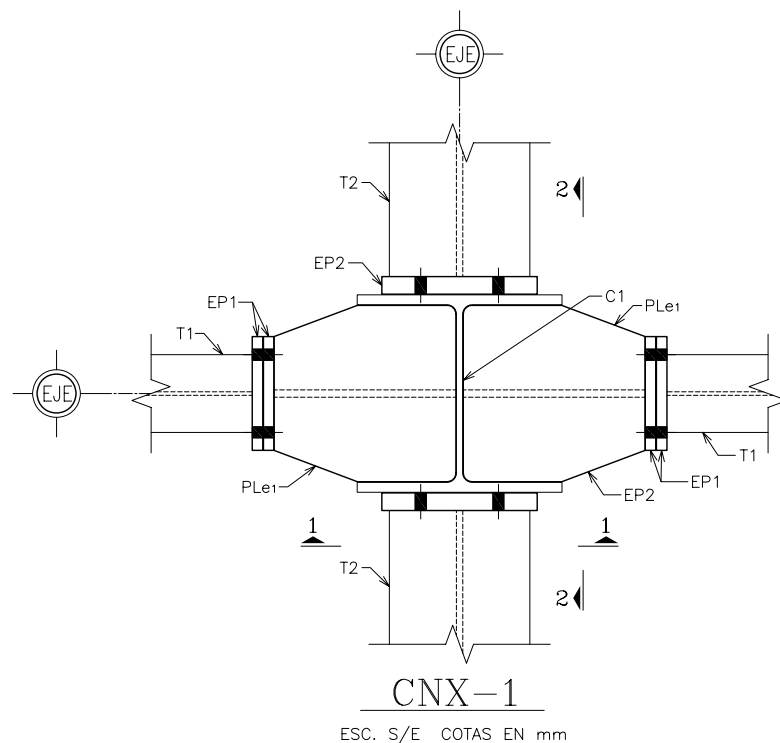 EJE
T2
2
EP2
C1
PLe1
EP1
T1
EJE
T1
PLe1
EP2
EP1
1
1
T2
2
CNX-1
ESC. S/E COTAS EN mm